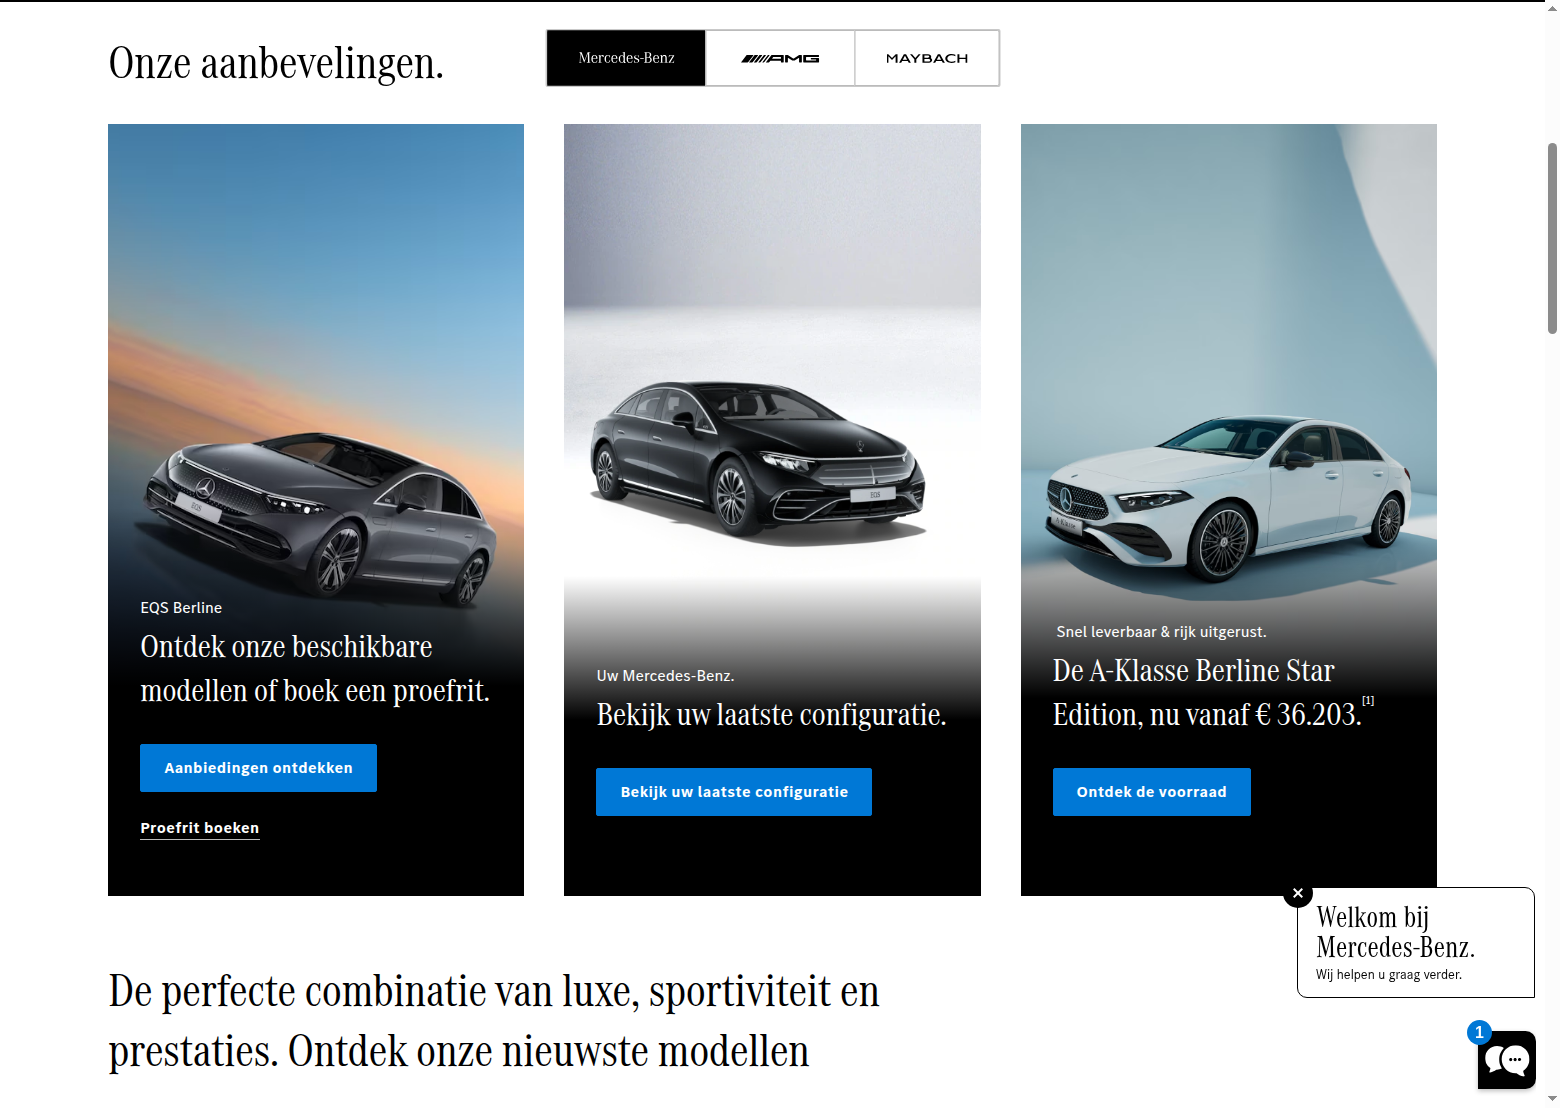 Onze aanbevelingen.
Mercedes-Benz
AMG
MAYBACH
EQS
EQS Berline
Ontdek onze beschikbare
modellen of boek een proefrit.
Aanbiedingen ontdekken
Proefrit boeken
EQS
Uw Mercedes-Benz.
Bekijk uw laatste configuratie.
Bekijk uw laatste configuratie
A-Klasse
Snel leverbaar & rijk uitgerust.
De A-Klasse Berline Star
Edition, nu vanaf € 36.203.[1]
Ontdek de voorraad
Welkom bij
Mercedes-Benz.
Wij helpen u graag verder.
De perfecte combinatie van luxe, sportiviteit en
prestaties. Ontdek onze nieuwste modellen
1